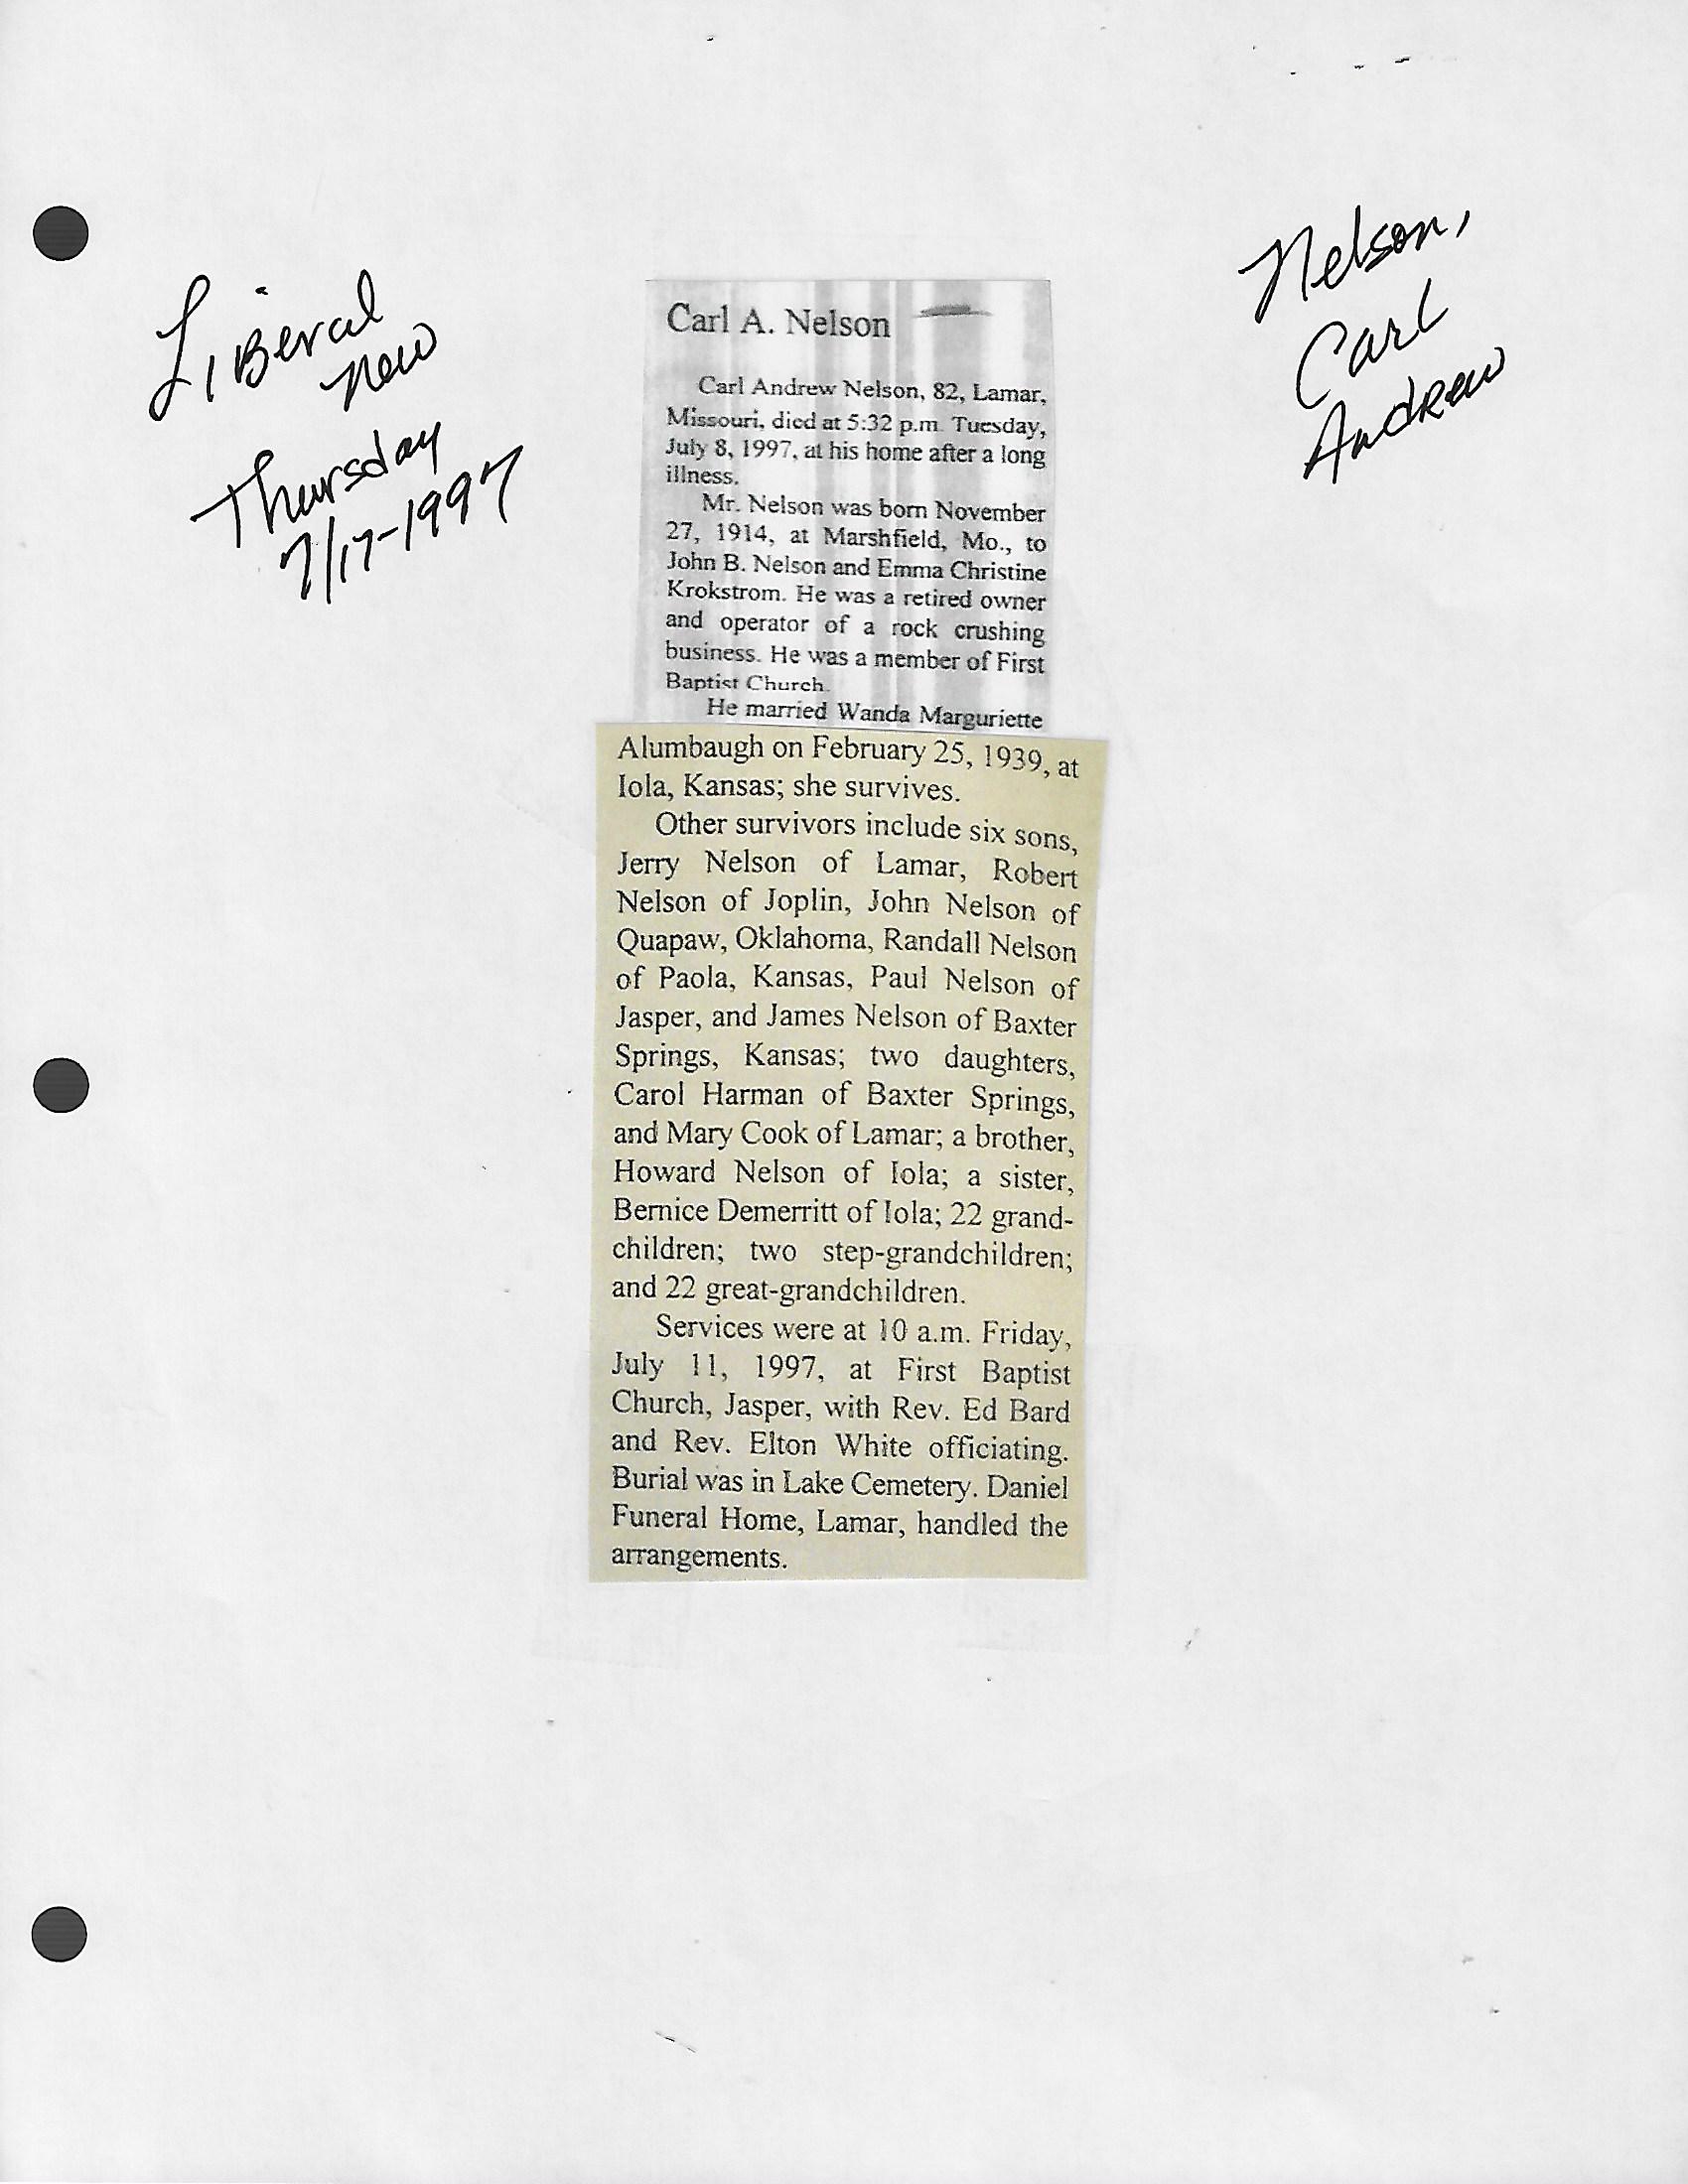 Liberal
New
Thursday
7/17-1997
Nelson,
Carl
Andrew
Carl A. Nelson
Carl Andrew Nelson, 82, Lamar,
Missouri, died at 5:32 p.m. Tuesday,
July 8, 1997, at his home after a long
illness.
Mr. Nelson was born November
27, 1914, at Marshfield, Mo., to
John B. Nelson and Emma Christine
Krokstrom. He was a retired owner
and operator of a rock crushing
business. He was a member of First
Baptist Church.
He married Wanda Marguriette
Alumbaugh on February 25, 1939, at
Iola, Kansas; she survives.
Other survivors include six sons,
Jerry Nelson of Lamar, Robert
Nelson of Joplin, John Nelson of
Quapaw, Oklahoma, Randall Nelson
of Paola, Kansas, Paul Nelson of
Jasper, and James Nelson of Baxter
Springs, Kansas; two daughters,
Carol Harman of Baxter Springs,
and Mary Cook of Lamar; a brother,
Howard Nelson of Iola; a sister,
Bernice Demerritt of Iola; 22 grand-
children; two step-grandchildren;
and 22 great-grandchildren.
Services were at 10 a.m. Friday,
July 11, 1997, at First Baptist
Church, Jasper, with Rev. Ed Bard
and Rev. Elton White officiating.
Burial was in Lake Cemetery. Daniel
Funeral Home, Lamar, handled the
arrangements.